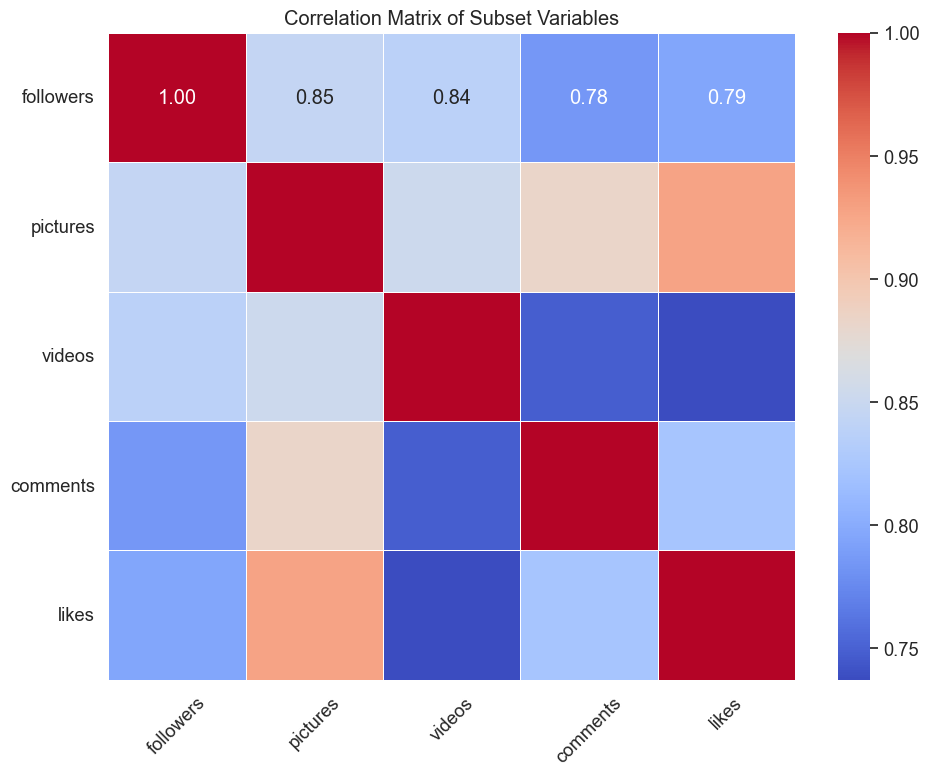 Correlation Matrix of Subset Variables
followers
1.00
0.85
0.84
0.78
0.79
pictures
videos
comments
likes
followers
pictures
videos
comments
likes
1.00
0.95
0.90
0.85
0.80
0.75